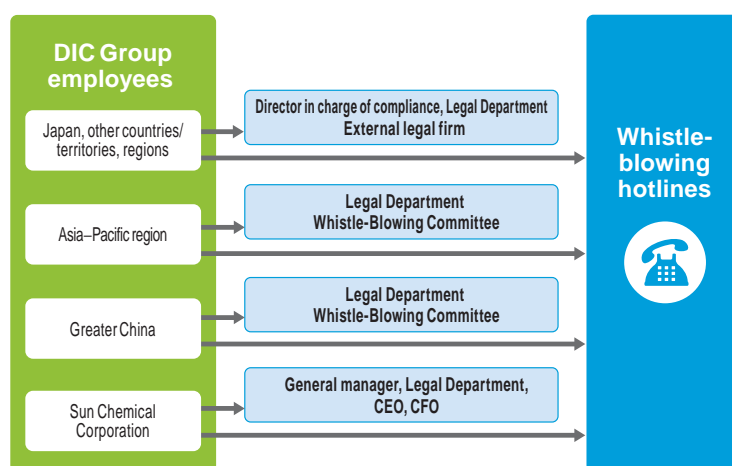 DIC Group
employees
Japan, other countries/
territories, regions
Director in charge of compliance, Legal Department
External legal firm
Asia–Pacific region
Legal Department
Whistle-Blowing Committee
Greater China
Legal Department
Whistle-Blowing Committee
Sun Chemical
Corporation
General manager, Legal Department,
CEO, CFO
Whistle-
blowing
hotlines